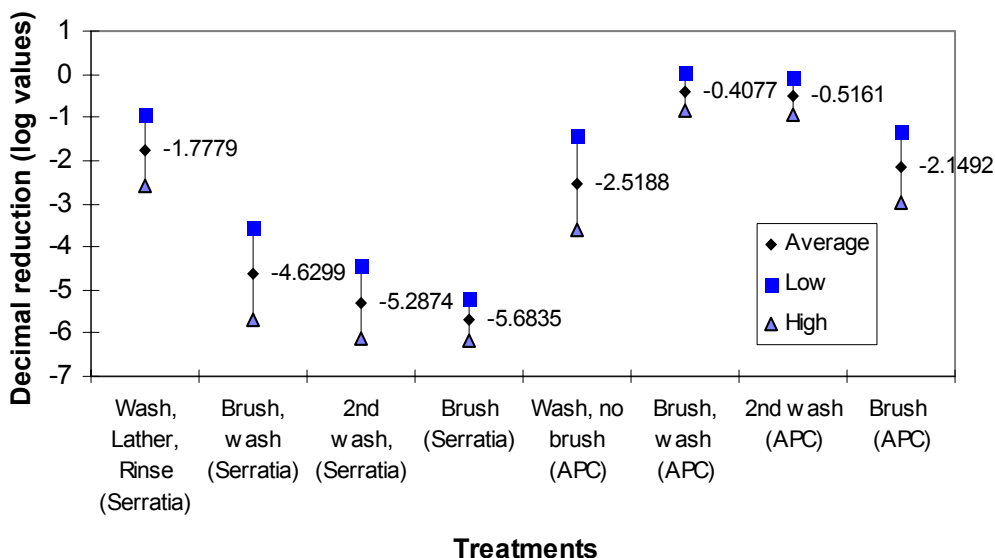 Decimal reduction (log values)
1
0
-1
-2
-3
-4
-5
-6
-7
-1.7779
-4.6299
-5.2874
-5.6835
-2.5188
-0.4077
-0.5161
-2.1492
Average
Low
High
Wash,
Lather,
Rinse
(Serratia)
Brush,
wash
(Serratia)
2nd
wash,
(Serratia)
Brush
(Serratia)
Wash, no
brush
(APC)
Brush,
wash
(APC)
2nd wash
(APC)
Brush
(APC)
Treatments